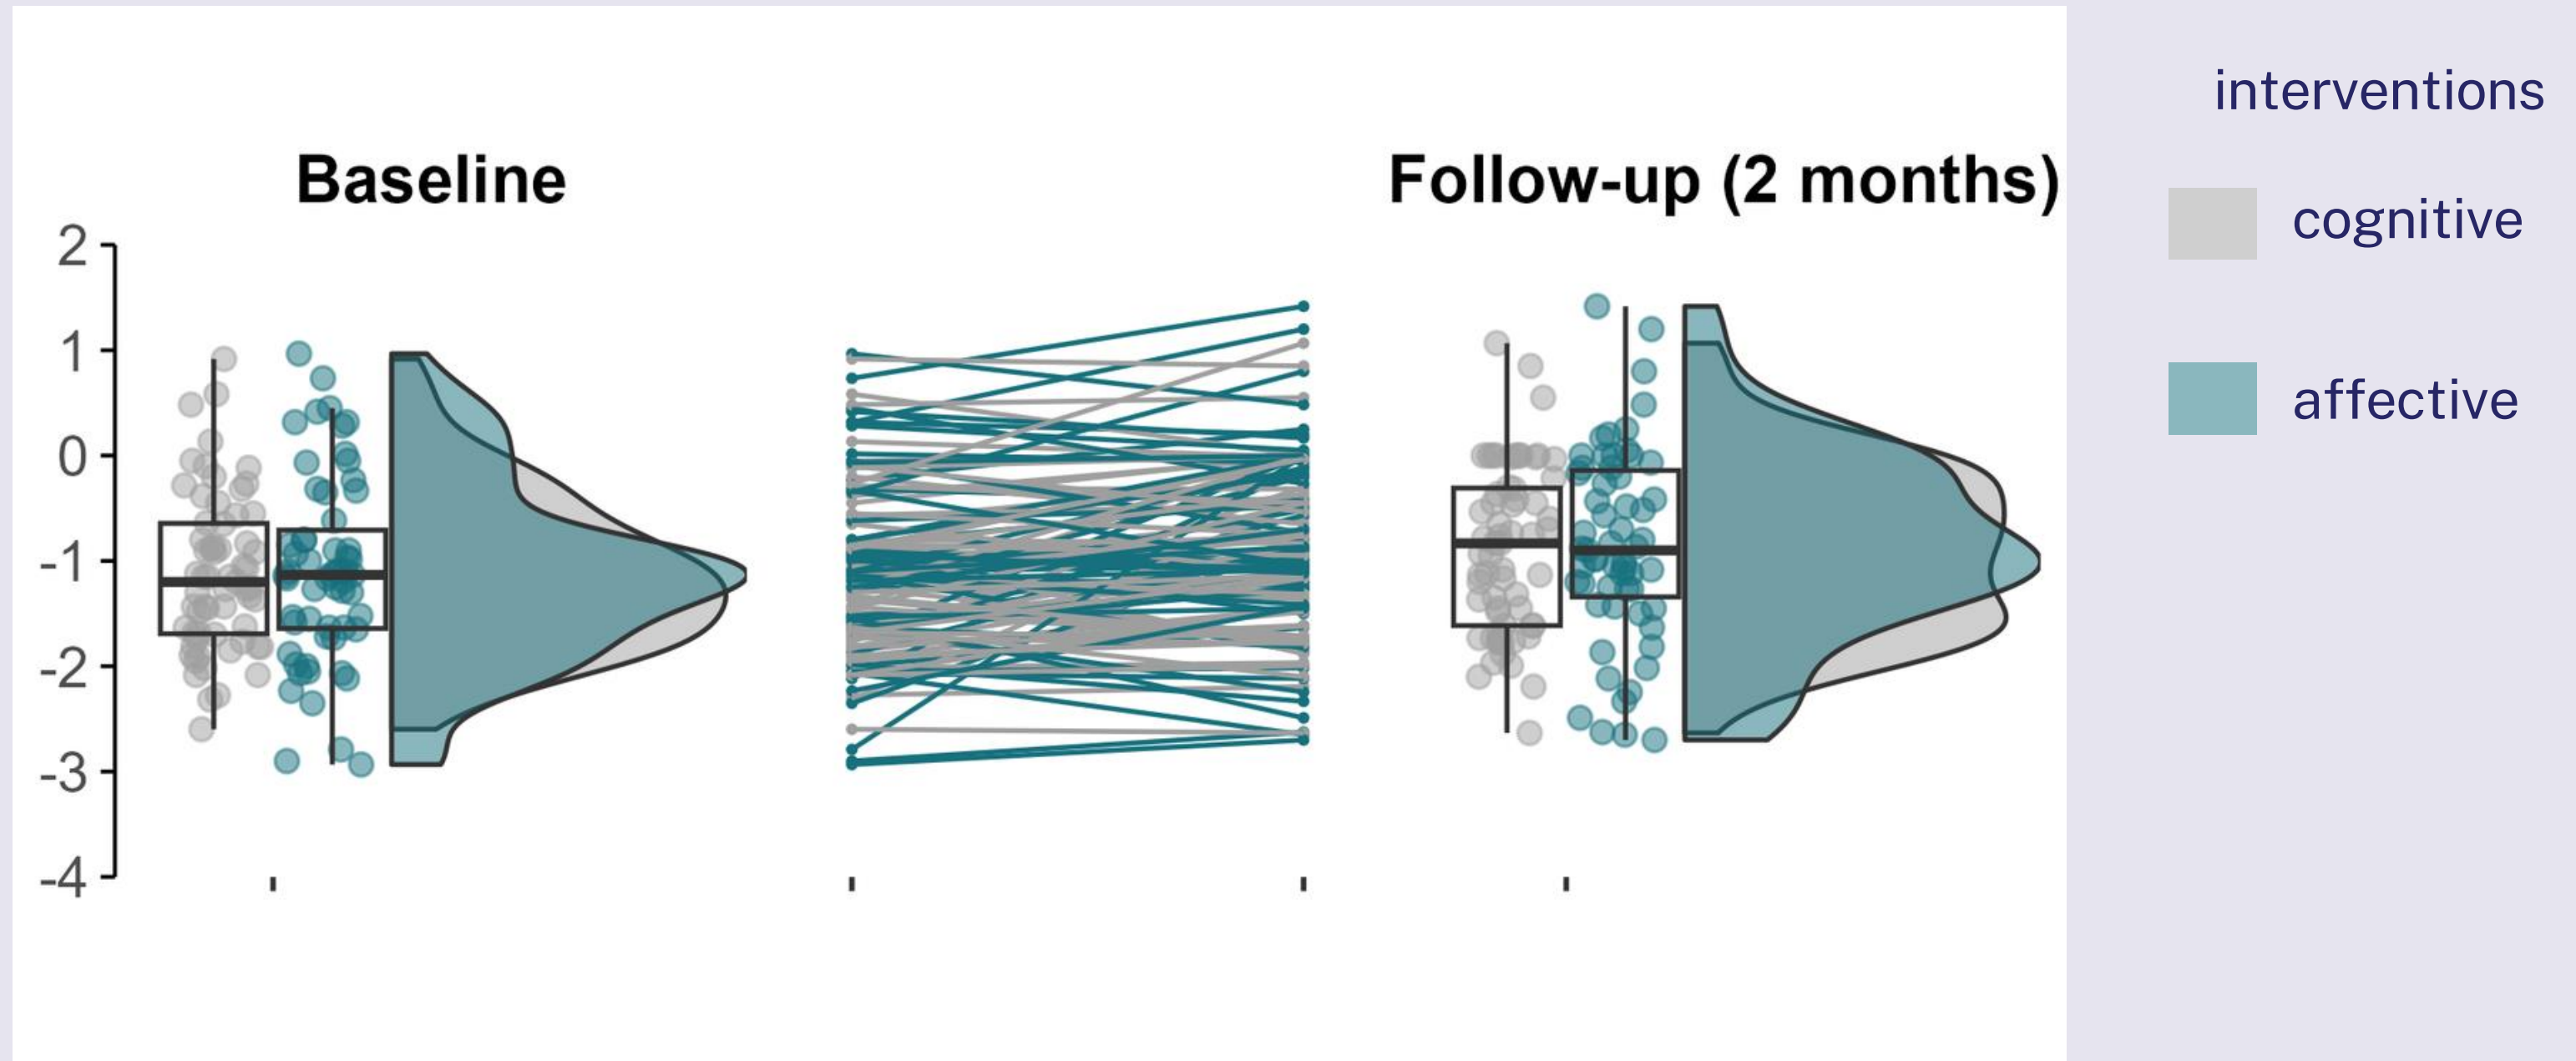 Baseline
Follow-up (2 months)
2
1
0
-1
-2
-3
-4
interventions
cognitive
affective